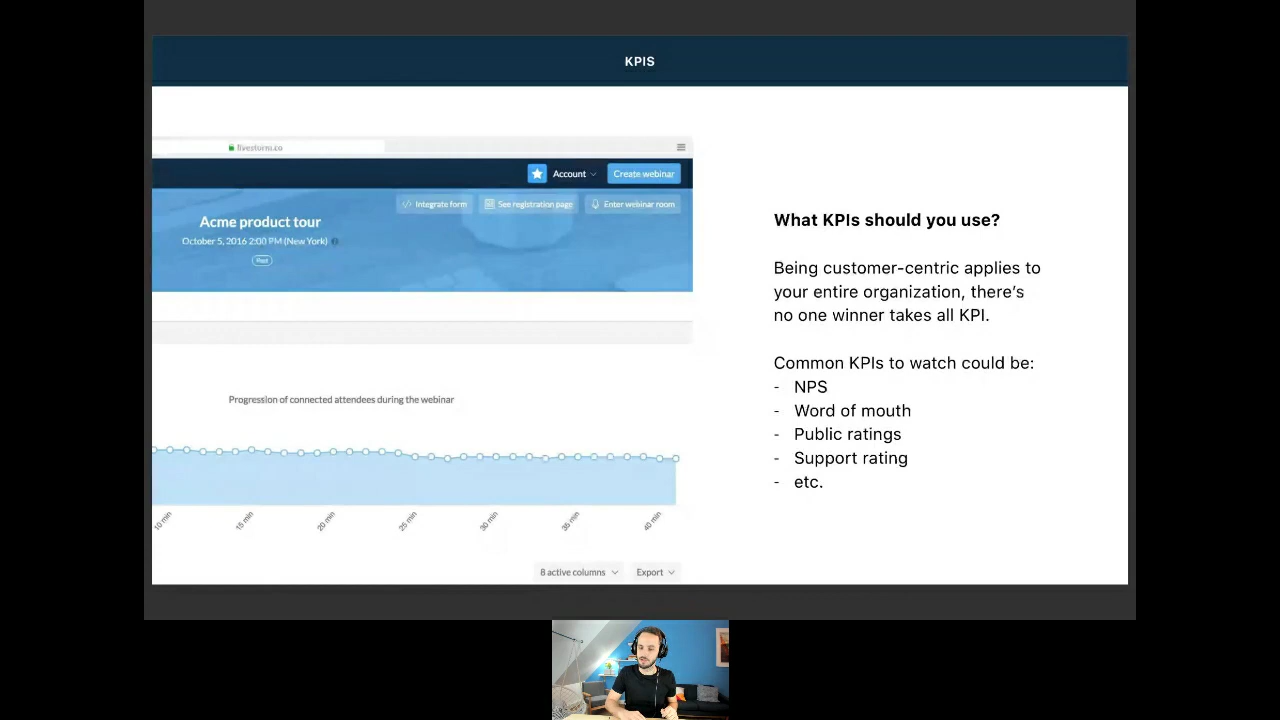 KPIS
livestorm.co
Account
Create webinar
Integrate form
See registration page
Enter webinar room
Acme product tour
October 5, 2016 2:00 PM (New York)
Past
Progression of connected attendees during the webinar
10 min
15 min
20 min
25 min
30 min
35 min
40 min
8 active columns
Export
What KPIs should you use?
Being customer-centric applies to
your entire organization, there’s
no one winner takes all KPI.
Common KPIs to watch could be:
- NPS
- Word of mouth
- Public ratings
- Support rating
- etc.